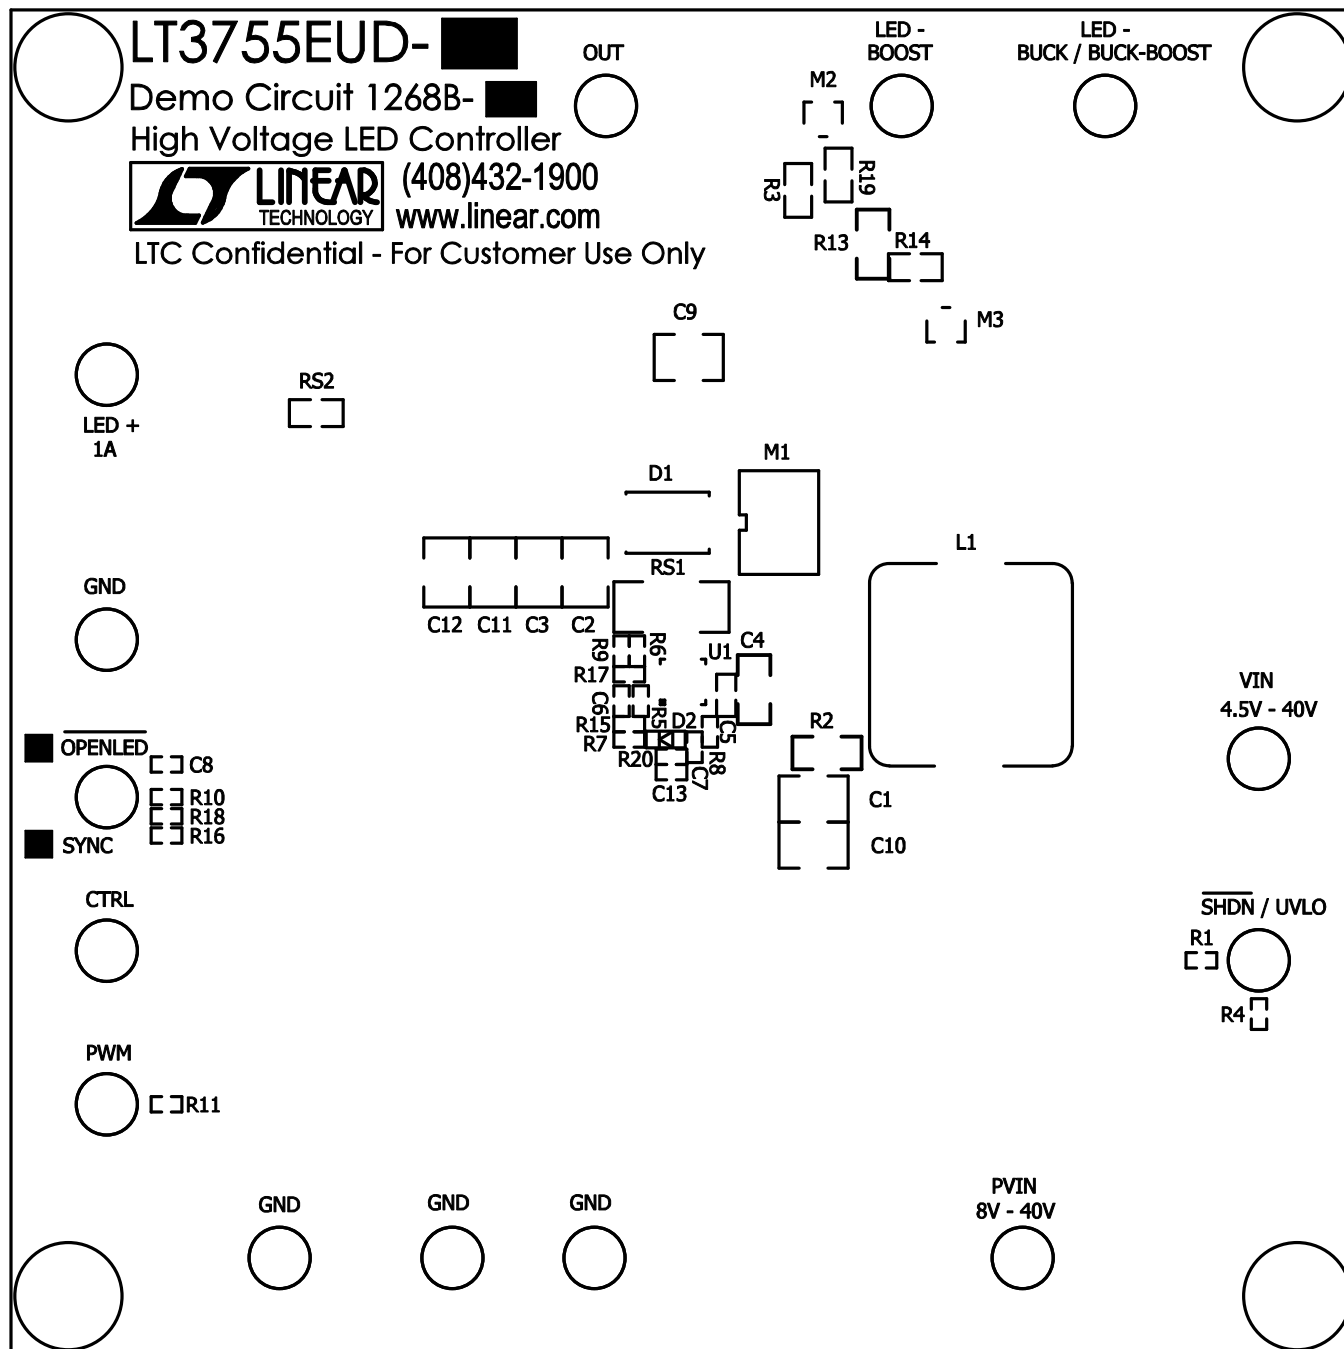 LT3755EUD-
Demo Circuit 1268B-
High Voltage LED Controller
LINEAR
TECHNOLOGY
(408)432-1900
www.linear.com
LTC Confidential - For Customer Use Only
OUT
LED -
BOOST
LED -
BUCK / BUCK-BOOST
M2
R3
R19
R13
R14
M3
C9
RS2
LED +
1A
D1
M1
L1
RS1
C12
C11
C3
C2
GND
R9
R6
U1
C4
R17
C6
R5
R15
R7
D2
C5
R20
C7
R8
C13
R2
C1
C10
VIN
4.5V - 40V
OPENLED
C8
R10
R18
R16
SYNC
CTRL
SHDN / UVLO
R1
R4
PWM
R11
GND
GND
GND
PVIN
8V - 40V